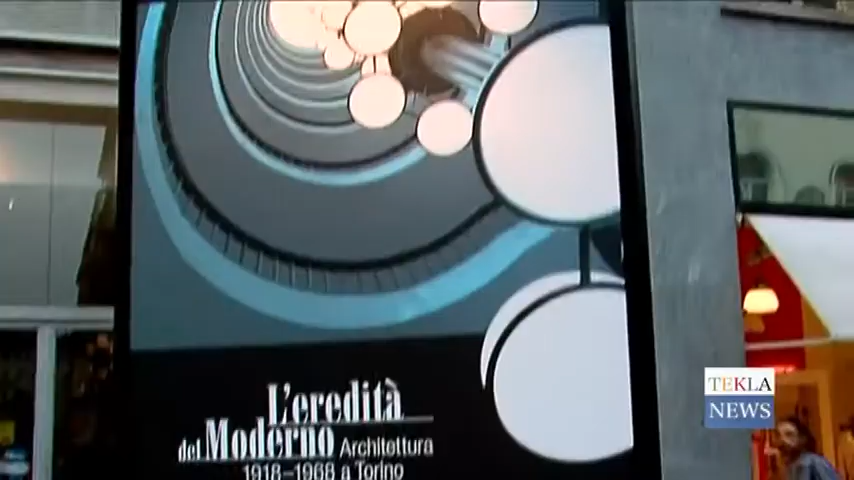 L'eredità
del Moderno Architettura
1918-1968 a Torino
TEKLA
NEWS